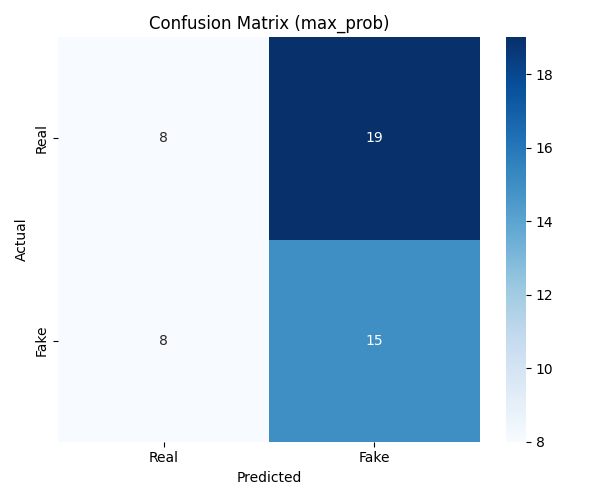 Confusion Matrix (max_prob)
Actual
Real
8
19
Fake
8
15
Real
Fake
Predicted
18
16
14
12
10
8